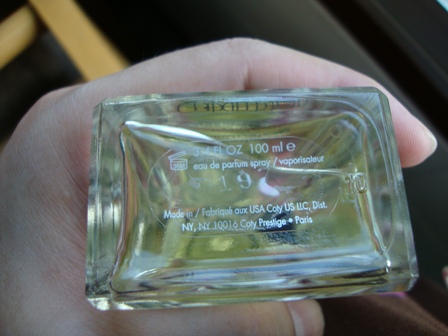 3.4 FL OZ 100 ml e
eau de parfum spray / vaporisateur
Made in / Fabriqué aux USA Coty US LLC, Dist.
NY, NY 10016 Coty Prestige • Paris